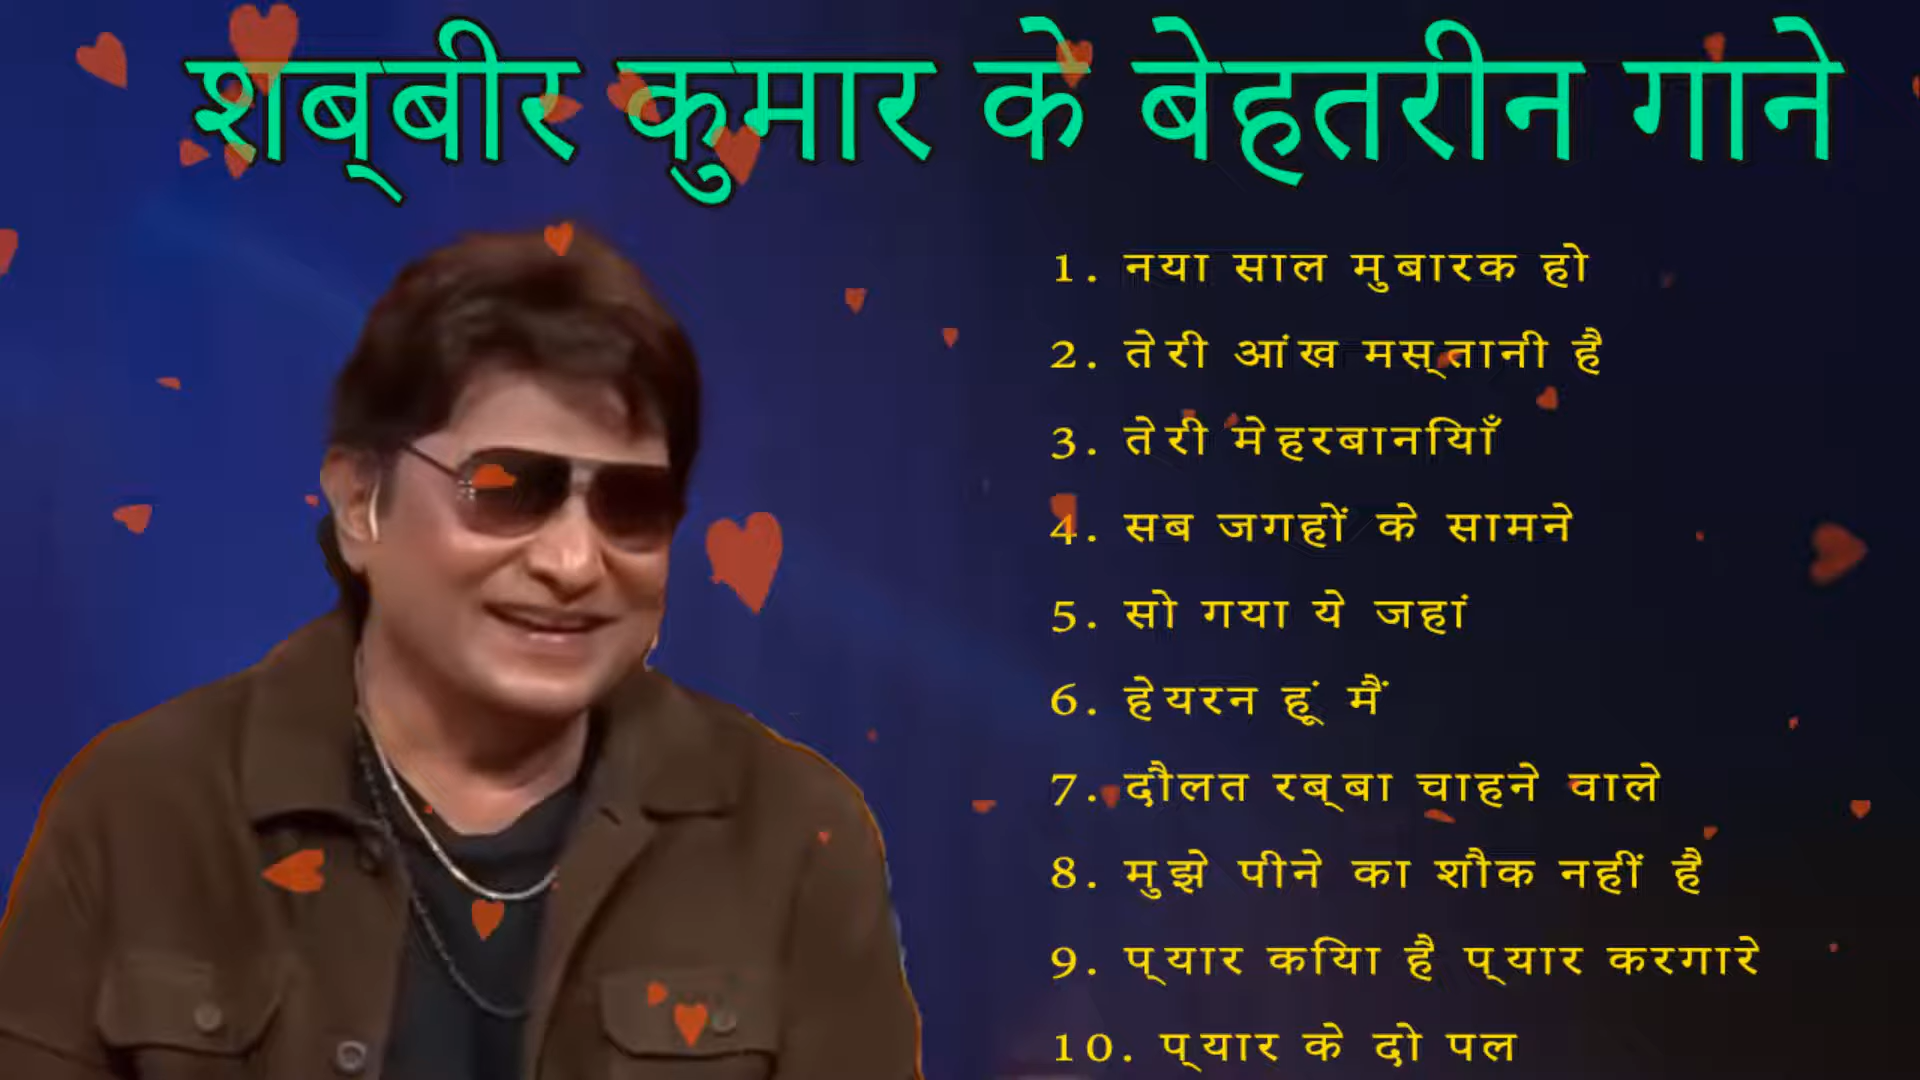 शब्बीर कुमार के बेहतरीन गाने
1. नया साल मुबारक हो
2. तेरी आंख मस्तानी है
3. तेरी मेहरबानियाँ
4. सब जगहों के सामने
5. सो गया ये जहां
6. हेयरन हूं मैं
7. दौलत रब्बा चाहने वाले
8. मुझे पीने का शौक नहीं है
9. प्यार किया है प्यार करगारे
10. प्यार के दो पल